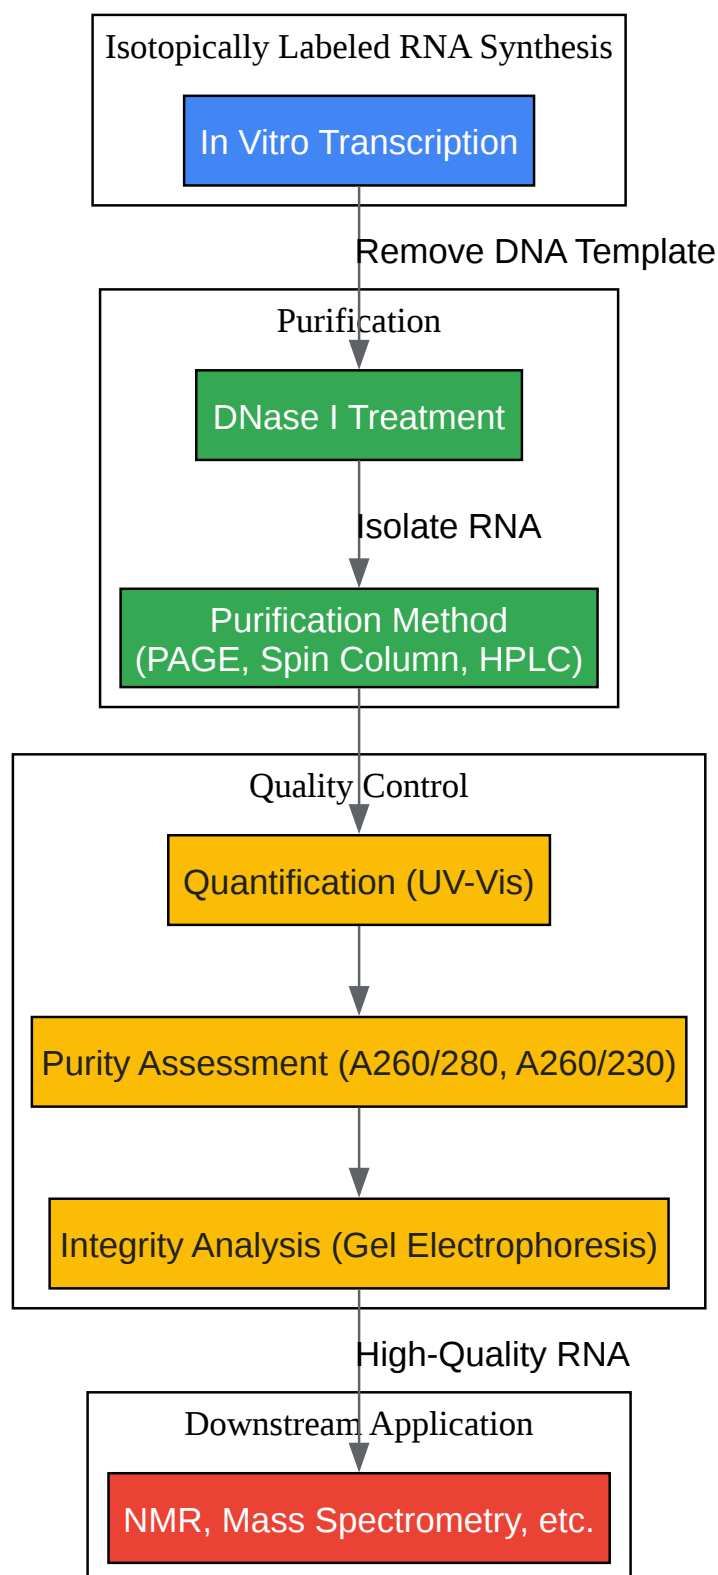 Isotopically Labeled RNA Synthesis
In Vitro Transcription
Remove DNA Template
Purification
DNase I Treatment
Isolate RNA
Purification Method
(PAGE, Spin Column, HPLC)
Quality Control
Quantification (UV-Vis)
Purity Assessment (A260/280, A260/230)
Integrity Analysis (Gel Electrophoresis)
High-Quality RNA
Downstream Application
NMR, Mass Spectrometry, etc.